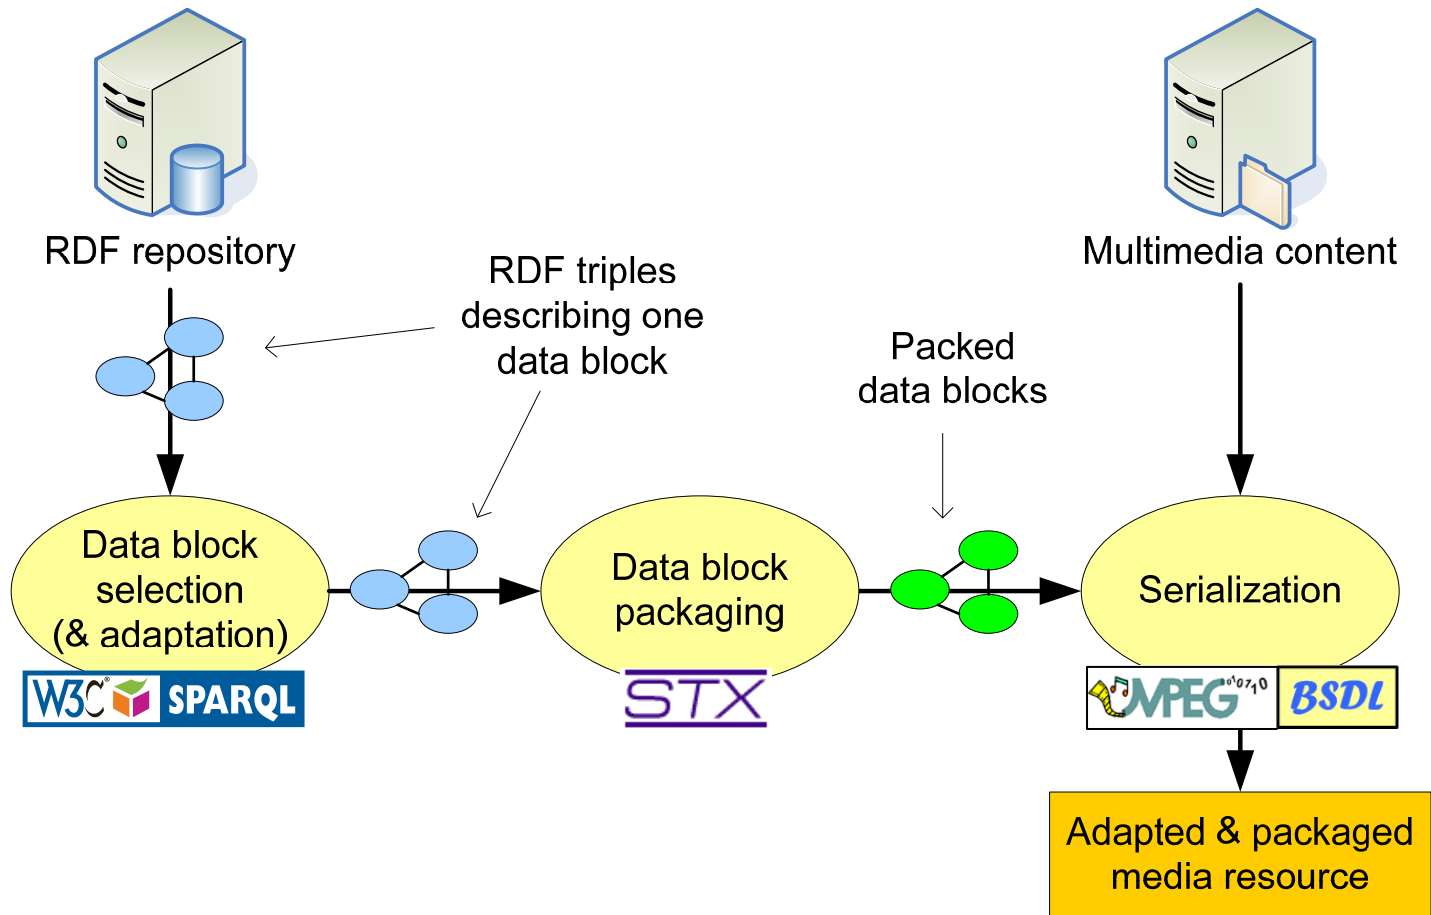 RDF repository
Multimedia content
RDF triples
describing one
data block
Packed
data blocks
Data block
selection
(& adaptation)
Data block
packaging
Serialization
W3C® SPARQL
STX
MPEG
BSDL
Adapted & packaged
media resource